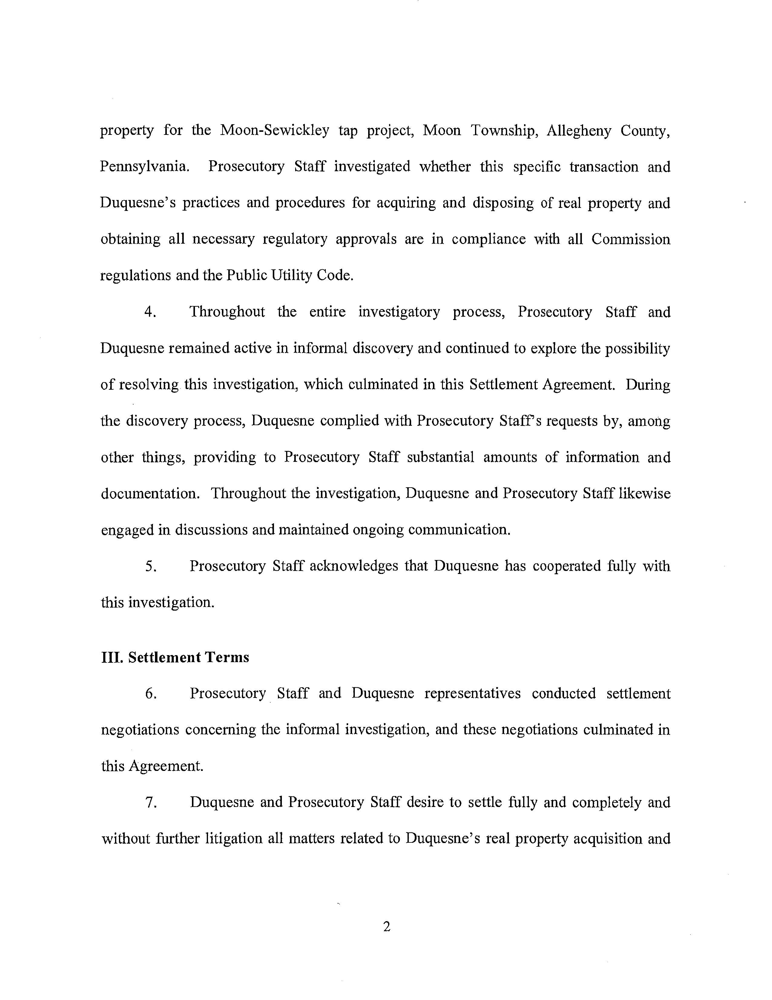 property for the Moon-Sewickley tap project, Moon Township, Allegheny County,
Pennsylvania. Prosecutory Staff investigated whether this specific transaction and
Duquesne's practices and procedures for acquiring and disposing of real property and
obtaining all necessary regulatory approvals are in compliance with all Commission
regulations and the Public Utility Code.
4. Throughout the entire investigatory process, Prosecutory Staff and
Duquesne remained active in informal discovery and continued to explore the possibility
of resolving this investigation, which culminated in this Settlement Agreement. During
the discovery process, Duquesne complied with Prosecutory Staff's requests by, among
other things, providing to Prosecutory Staff substantial amounts of information and
documentation. Throughout the investigation, Duquesne and Prosecutory Staff likewise
engaged in discussions and maintained ongoing communication.
5. Prosecutory Staff acknowledges that Duquesne has cooperated fully with
this investigation.
III. Settlement Terms
6. Prosecutory Staff and Duquesne representatives conducted settlement
negotiations concerning the informal investigation, and these negotiations culminated in
this Agreement.
7. Duquesne and Prosecutory Staff desire to settle fully and completely and
without further litigation all matters related to Duquesne's real property acquisition and
2